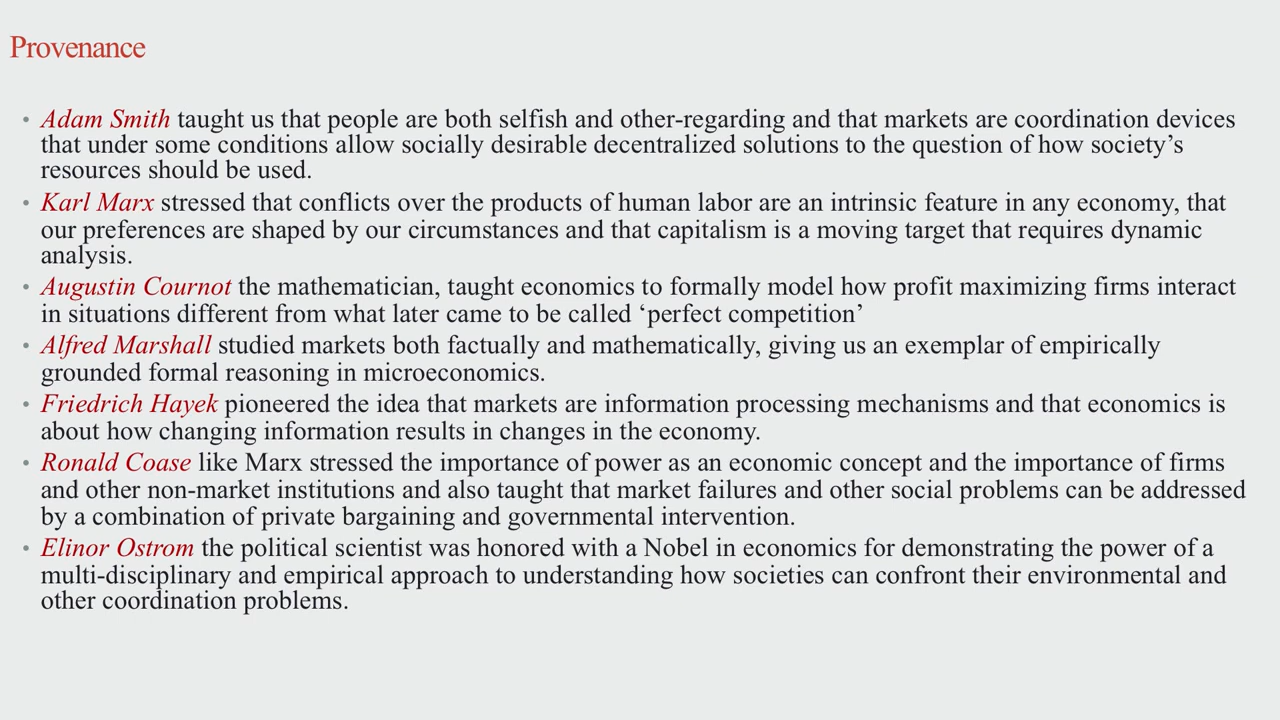 Provenance
• Adam Smith taught us that people are both selfish and other-regarding and that markets are coordination devices
that under some conditions allow socially desirable decentralized solutions to the question of how society’s
resources should be used.
• Karl Marx stressed that conflicts over the products of human labor are an intrinsic feature in any economy, that
our preferences are shaped by our circumstances and that capitalism is a moving target that requires dynamic
analysis.
• Augustin Cournot the mathematician, taught economics to formally model how profit maximizing firms interact
in situations different from what later came to be called ‘perfect competition’
• Alfred Marshall studied markets both factually and mathematically, giving us an exemplar of empirically
grounded formal reasoning in microeconomics.
• Friedrich Hayek pioneered the idea that markets are information processing mechanisms and that economics is
about how changing information results in changes in the economy.
• Ronald Coase like Marx stressed the importance of power as an economic concept and the importance of firms
and other non-market institutions and also taught that market failures and other social problems can be addressed
by a combination of private bargaining and governmental intervention.
• Elinor Ostrom the political scientist was honored with a Nobel in economics for demonstrating the power of a
multi-disciplinary and empirical approach to understanding how societies can confront their environmental and
other coordination problems.